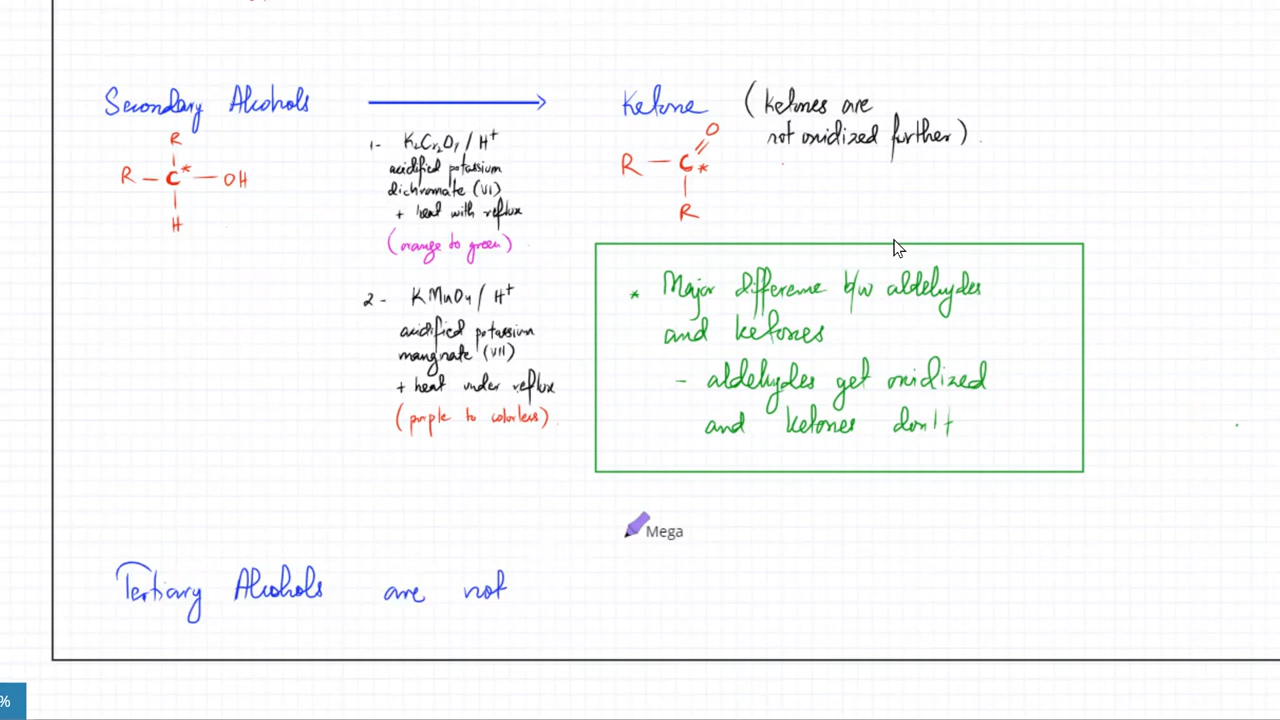 Secondary Alcohols
Ketone (ketones are
not oxidized further)
R
R – C* – OH
H
1- K₂Cr₂O₇ / H⁺
acidified potassium
dichromate (VI)
+ heat with reflux
(orange to green)
2- KMnO₄ / H⁺
acidified potassium
mangnate (VII)
+ heat under reflux
(purple to colorless)
O
R – C*
R
* Major difference b/w aldehydes
and ketones
- aldehydes get oxidized
and ketones don't
Mega
Tertiary Alcohols are not
%